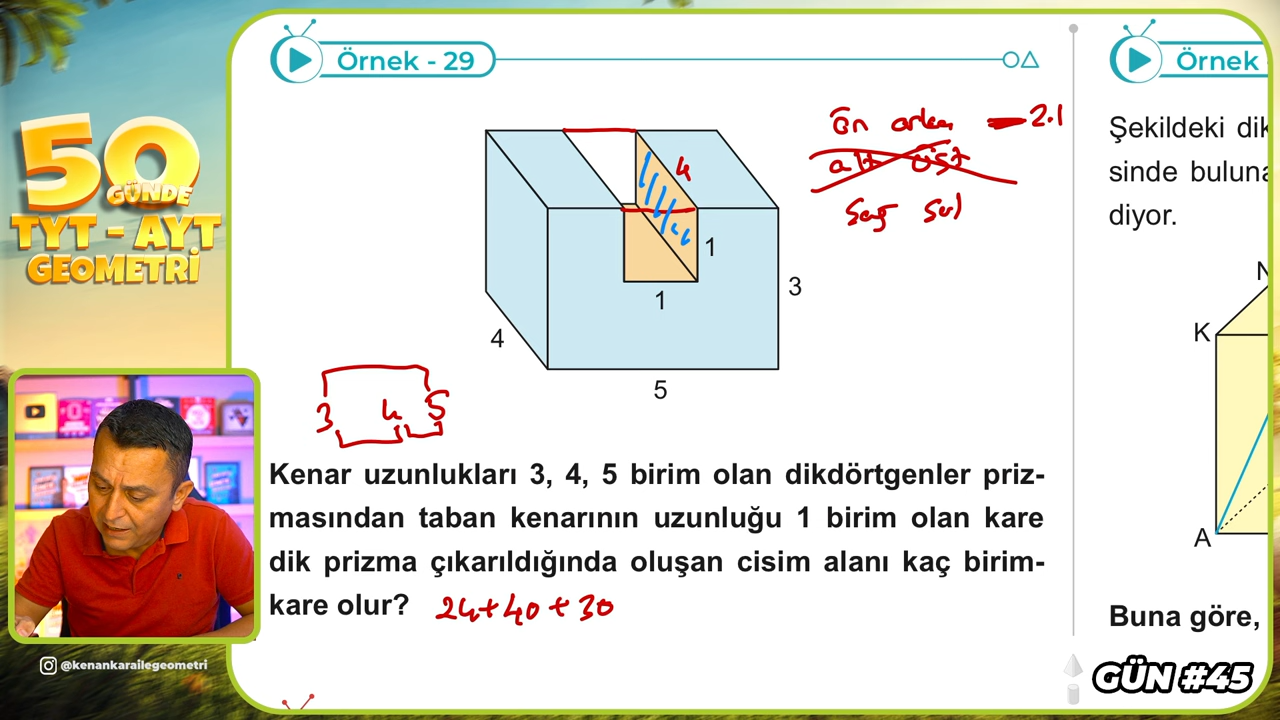 Örnek - 29
Örnek -
50
GÜNDE
TYT - AYT
GEOMETRİ
Ön arka — 2.1
alt üst
Sağ sol
4
1
1
3
4
5
3 4 5
Kenar uzunlukları 3, 4, 5 birim olan dikdörtgenler priz-
masından taban kenarının uzunluğu 1 birim olan kare
dik prizma çıkarıldığında oluşan cisim alanı kaç birim-
kare olur? 24+40+30
Şekildeki dik
sinde buluna
diyor.
N
K
A
Buna göre,
@kenankarailegeometri
GÜN #45